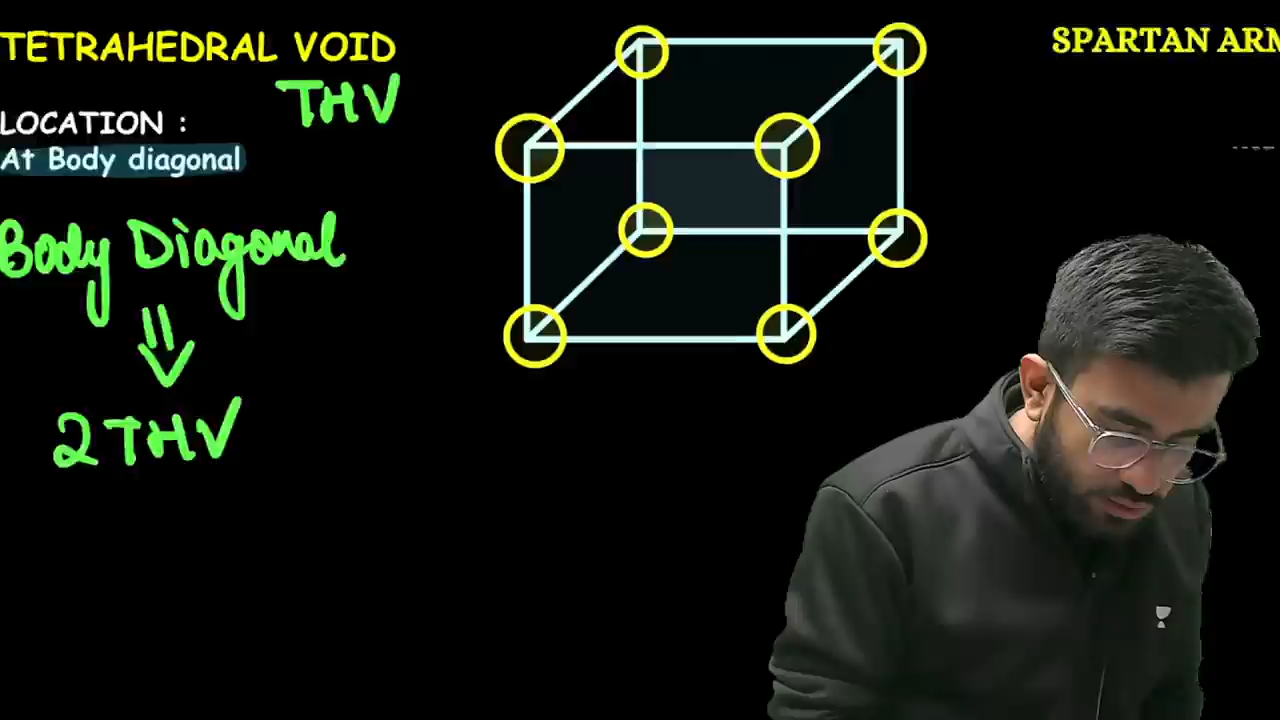 TETRAHEDRAL VOID
THV
LOCATION :
At Body diagonal
Body Diagonal
2THV
SPARTAN ARM